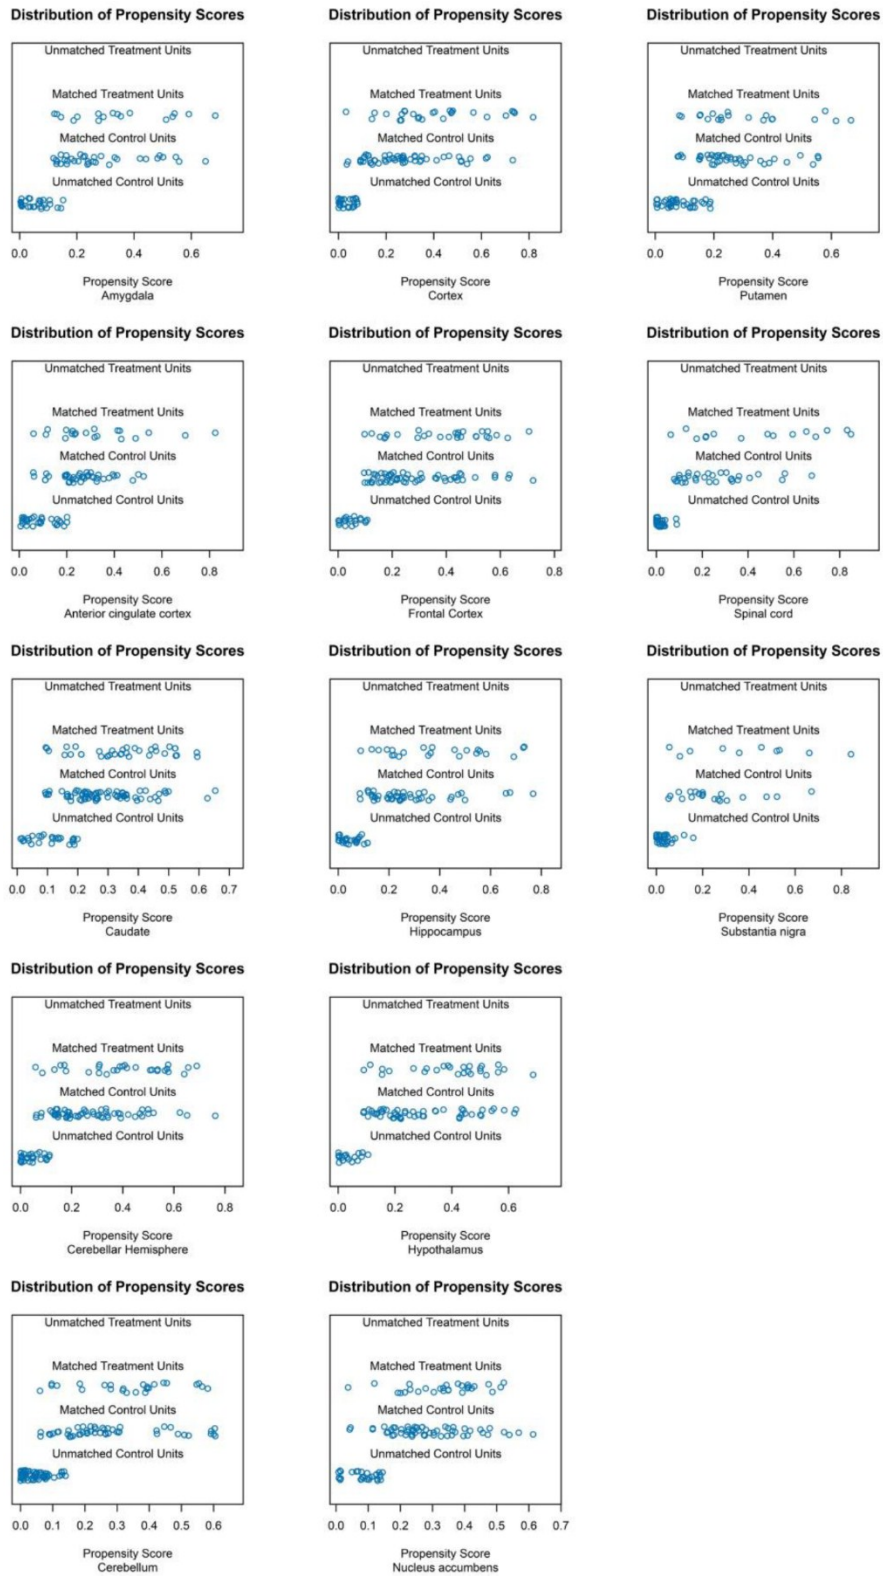 Distribution of Propensity Scores
Unmatched Treatment Units
Matched Treatment Units
Matched Control Units
Unmatched Control Units
0.0 0.2 0.4 0.6
Propensity Score
Amygdala
Distribution of Propensity Scores
Unmatched Treatment Units
Matched Treatment Units
Matched Control Units
Unmatched Control Units
0.0 0.2 0.4 0.6 0.8
Propensity Score
Cortex
Distribution of Propensity Scores
Unmatched Treatment Units
Matched Treatment Units
Matched Control Units
Unmatched Control Units
0.0 0.2 0.4 0.6
Propensity Score
Putamen
Distribution of Propensity Scores
Unmatched Treatment Units
Matched Treatment Units
Matched Control Units
Unmatched Control Units
0.0 0.2 0.4 0.6 0.8
Propensity Score
Anterior cingulate cortex
Distribution of Propensity Scores
Unmatched Treatment Units
Matched Treatment Units
Matched Control Units
Unmatched Control Units
0.0 0.2 0.4 0.6 0.8
Propensity Score
Frontal Cortex
Distribution of Propensity Scores
Unmatched Treatment Units
Matched Treatment Units
Matched Control Units
Unmatched Control Units
0.0 0.2 0.4 0.6 0.8
Propensity Score
Spinal cord
Distribution of Propensity Scores
Unmatched Treatment Units
Matched Treatment Units
Matched Control Units
Unmatched Control Units
0.0 0.1 0.2 0.3 0.4 0.5 0.6 0.7
Propensity Score
Caudate
Distribution of Propensity Scores
Unmatched Treatment Units
Matched Treatment Units
Matched Control Units
Unmatched Control Units
0.0 0.2 0.4 0.6 0.8
Propensity Score
Hippocampus
Distribution of Propensity Scores
Unmatched Treatment Units
Matched Treatment Units
Matched Control Units
Unmatched Control Units
0.0 0.2 0.4 0.6 0.8
Propensity Score
Substantia nigra
Distribution of Propensity Scores
Unmatched Treatment Units
Matched Treatment Units
Matched Control Units
Unmatched Control Units
0.0 0.2 0.4 0.6 0.8
Propensity Score
Cerebellar Hemisphere
Distribution of Propensity Scores
Unmatched Treatment Units
Matched Treatment Units
Matched Control Units
Unmatched Control Units
0.0 0.2 0.4 0.6
Propensity Score
Hypothalamus
Distribution of Propensity Scores
Unmatched Treatment Units
Matched Treatment Units
Matched Control Units
Unmatched Control Units
0.0 0.1 0.2 0.3 0.4 0.5 0.6
Propensity Score
Cerebellum
Distribution of Propensity Scores
Unmatched Treatment Units
Matched Treatment Units
Matched Control Units
Unmatched Control Units
0.0 0.1 0.2 0.3 0.4 0.5 0.6 0.7
Propensity Score
Nucleus accumbens